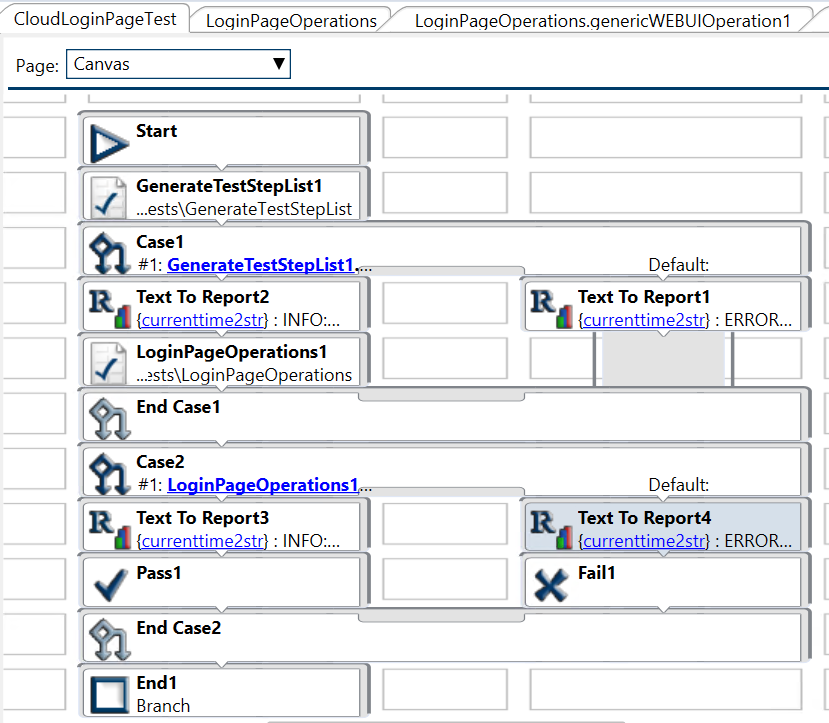 CloudLoginPageTest
LoginPageOperations
LoginPageOperations.genericWEBUIOperation1
Page: Canvas
Start
GenerateTestStepList1
...ests\GenerateTestStepList
Case1
#1: GenerateTestStepList1,...
Default:
Text To Report2
{currenttime2str} : INFO:...
Text To Report1
{currenttime2str} : ERROR...
LoginPageOperations1
...ests\LoginPageOperations
End Case1
Case2
#1: LoginPageOperations1,...
Default:
Text To Report3
{currenttime2str} : INFO:...
Text To Report4
{currenttime2str} : ERROR...
Pass1
Fail1
End Case2
End1
Branch